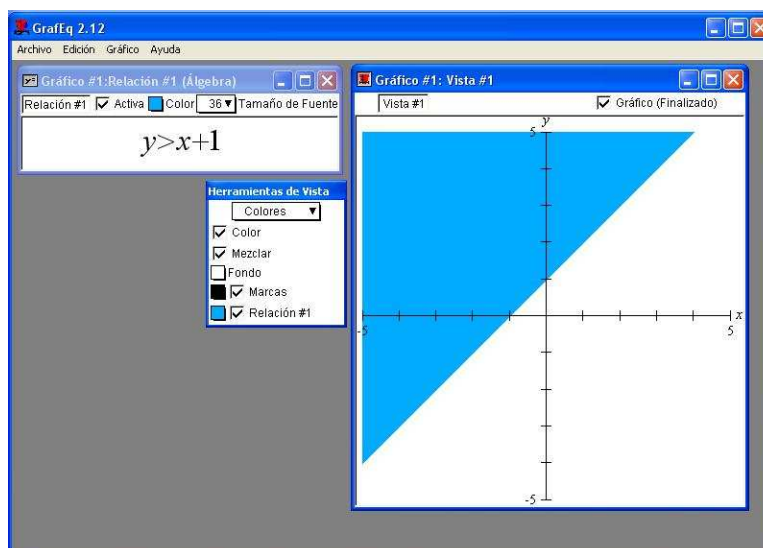 GrafEq 2.12
Archivo Edición Gráfico Ayuda
Gráfico #1:Relación #1 (Álgebra)
Relación #1 Activa Color 36 Tamaño de Fuente
y>x+1
Herramientas de Vista
Colores
Color
Mezclar
Fondo
Marcas
Relación #1
Gráfico #1: Vista #1
Vista #1 Gráfico (Finalizado)
y
5
x
-5 5
-5